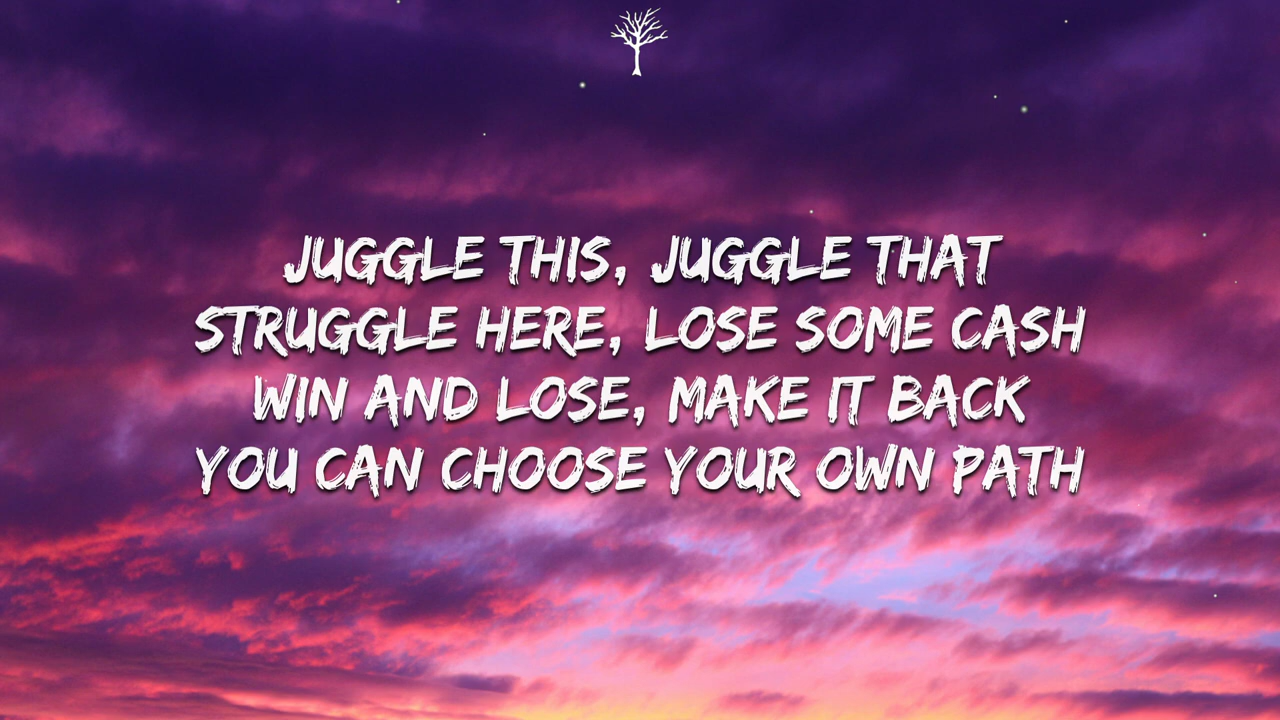 JUGGLE THIS, JUGGLE THAT
STRUGGLE HERE, LOSE SOME CASH
WIN AND LOSE, MAKE IT BACK
YOU CAN CHOOSE YOUR OWN PATH